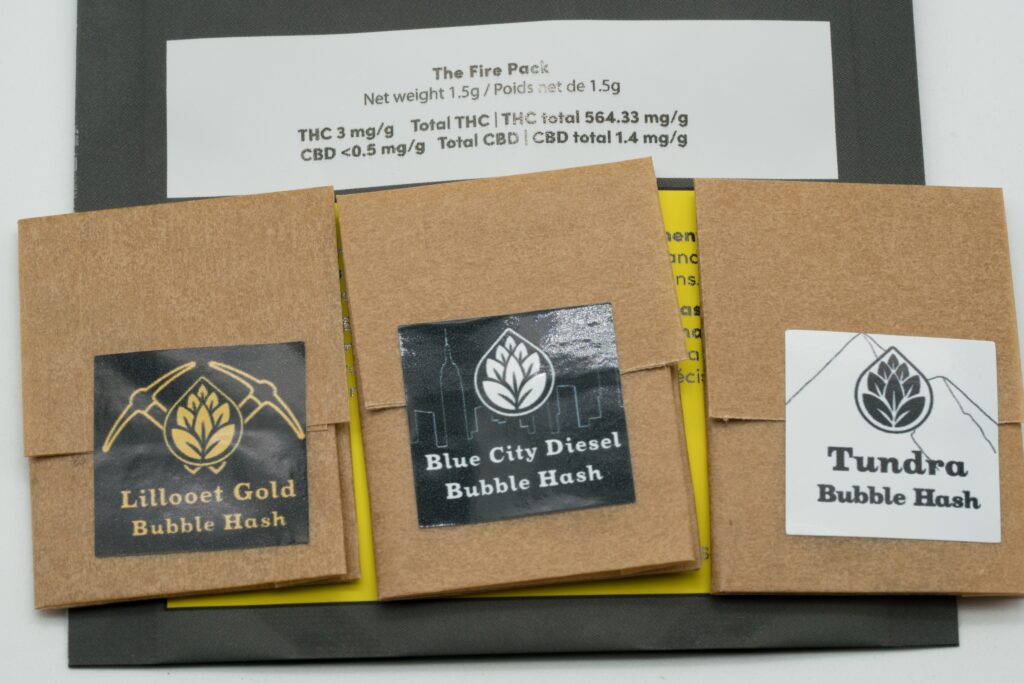 The Fire Pack
Net weight 1.5g / Poids net de 1.5g
THC 3 mg/g Total THC | THC total 564.33 mg/g
CBD <0.5 mg/g Total CBD | CBD total 1.4 mg/g
Lillooet Gold
Bubble Hash
Blue City Diesel
Bubble Hash
Tundra
Bubble Hash